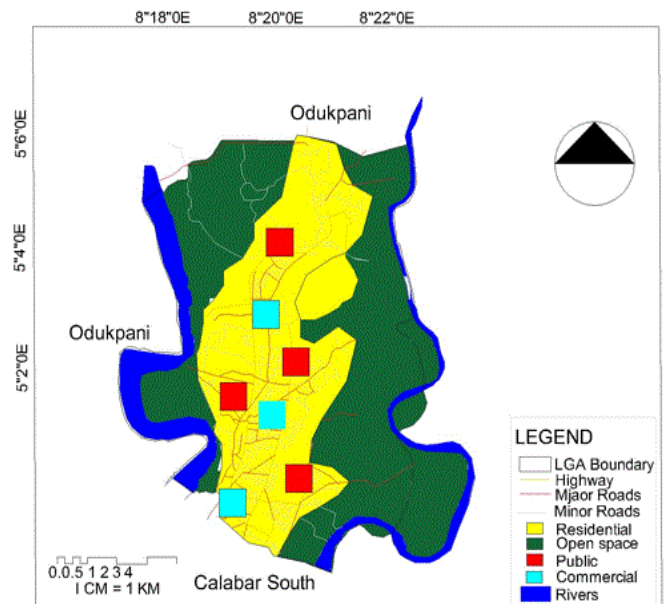 8"18"0E 8"20"0E 8"22"0E
Odukpani
5"6"0E
5"4"0E
Odukpani
5"2"0E
LEGEND
LGA Boundary
Highway
Mjaor Roads
Minor Roads
Residential
Open space
Public
Commercial
Rivers
0.0.5 1 2 3 4
I CM = 1 KM
Calabar South